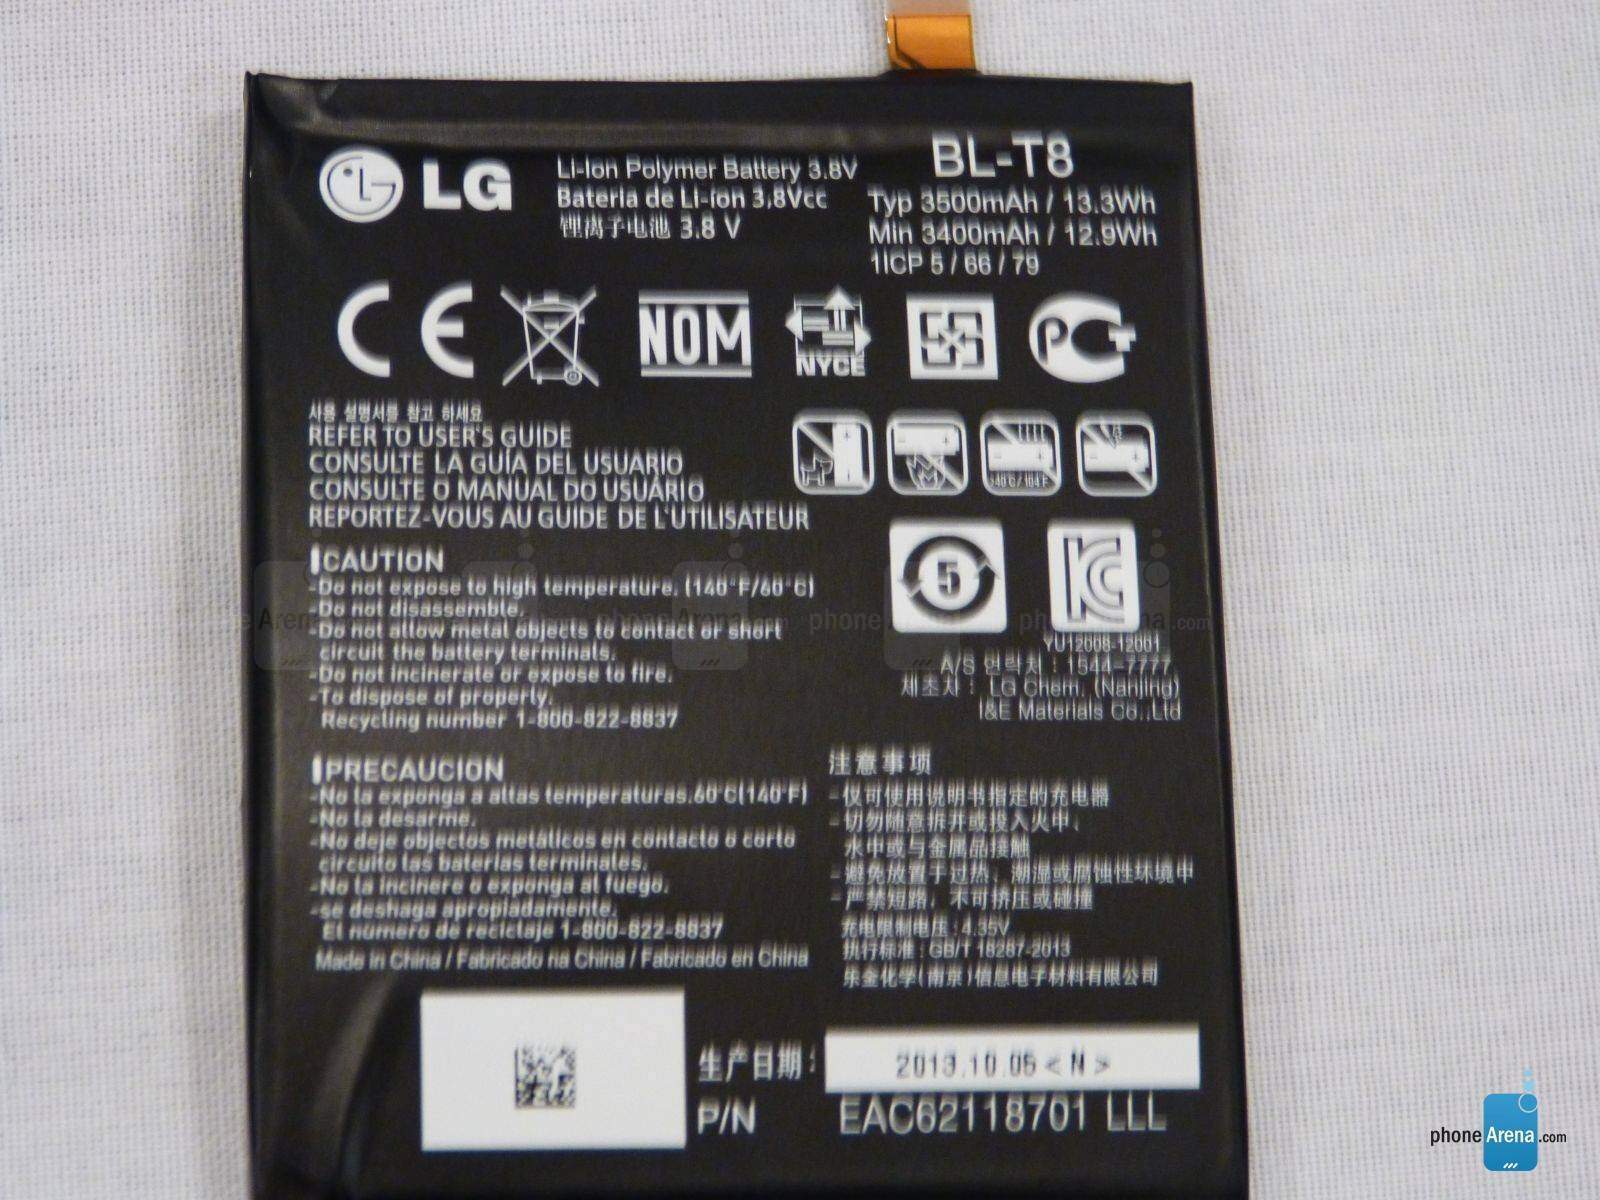 LG
Li-Ion Polymer Battery 3.8V
Bateria de Li-ion 3,8Vcc
锂离子电池 3.8 V
BL-T8
Typ 3500mAh / 13.3Wh
Min 3400mAh / 12.9Wh
1ICP 5 / 66 / 79
CE
NOM
NYCE
PC
사용 설명서를 참고 하세요
REFER TO USER'S GUIDE
CONSULTE LA GUÍA DEL USUARIO
CONSULTE O MANUAL DO USUÁRIO
REPORTEZ-VOUS AU GUIDE DE L'UTILISATEUR
>40°C / 104°F
5
!CAUTION
-Do not expose to high temperature. (140°F/60°C)
-Do not disassemble.
-Do not allow metal objects to contact or short
circuit the battery terminals.
-Do not incinerate or expose to fire.
-To dispose of properly.
Recycling number 1-800-822-8837
YU12008-12001
A/S 연락처 : 1544-7777
제조자 : LG Chem. (Nanjing)
I&E Materials Co.,Ltd
!PRECAUCION
-No la exponga a altas temperaturas.60°C(140°F)
-No la desarme.
-No deje objectos metálicos en contacto o corto
circuito las baterías terminales.
-No la incinere o exponga al fuego.
-se deshaga apropiadamente.
El número de reciclaje 1-800-822-8837
Made in China / Fabricado na China / Fabricado en China
注意事项
- 仅可使用说明书指定的充电器
- 切勿随意拆并或投入火中、
水中或与金属品接触
- 避免放置于过热、潮湿或腐蚀性环境中
- 严禁短路，不可挤压或碰撞
充电限制电压 : 4.35V
执行标准 : GB/T 18287-2013
乐金化学(南京)信息电子材料有限公司
生产日期 :
2013.10.05 < N >
P/N
EAC62118701 LLL
phoneArena.com